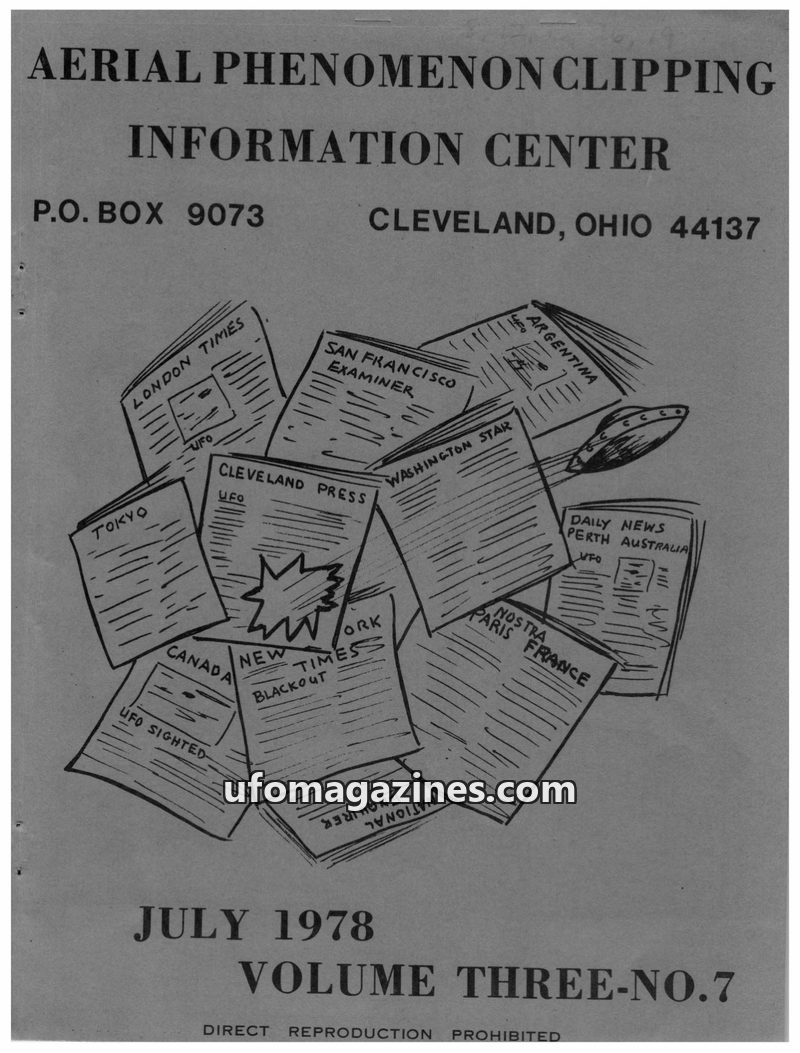 AERIAL PHENOMENON CLIPPING
INFORMATION CENTER
P.O. BOX 9073 CLEVELAND, OHIO 44137
LONDON TIMES
UFO
SAN FRANCISCO
EXAMINER
ARGENTINA
UFO
WASHINGTON STAR
CLEVELAND PRESS
UFO
TOKYO
DAILY NEWS
PERTH AUSTRALIA
UFO
NOSTRA
PARIS FRANCE
NEW ORK
TIMES
BLACKOUT
CANADA
UFO SIGHTED
NATIONAL
ufomagazines.com
JULY 1978
VOLUME THREE-NO.7
DIRECT REPRODUCTION PROHIBITED